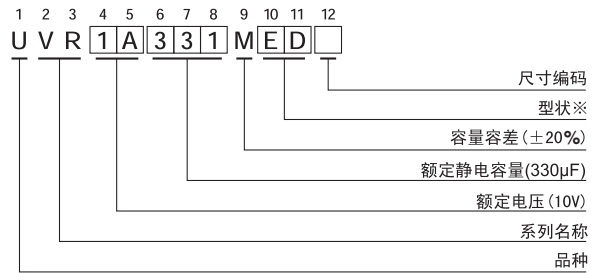 1 2 3 4 5 6 7 8 9 10 11 12
U V R 1 A 3 3 1 M E D
尺寸编码
型状※
容量容差(±20%)
额定静电容量(330μF)
额定电压(10V)
系列名称
品种